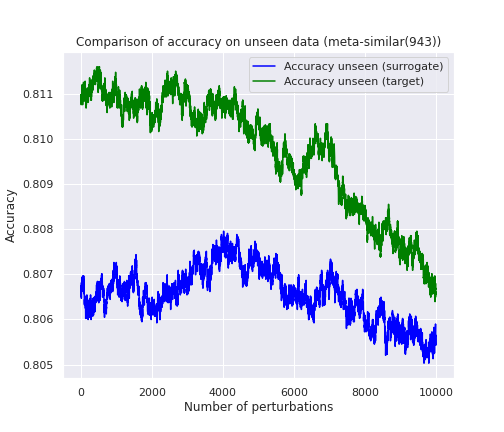 Comparison of accuracy on unseen data (meta-similar(943))
Accuracy unseen (surrogate)
Accuracy unseen (target)
0.811
0.810
0.809
0.808
0.807
0.806
0.805
Accuracy
0 2000 4000 6000 8000 10000
Number of perturbations